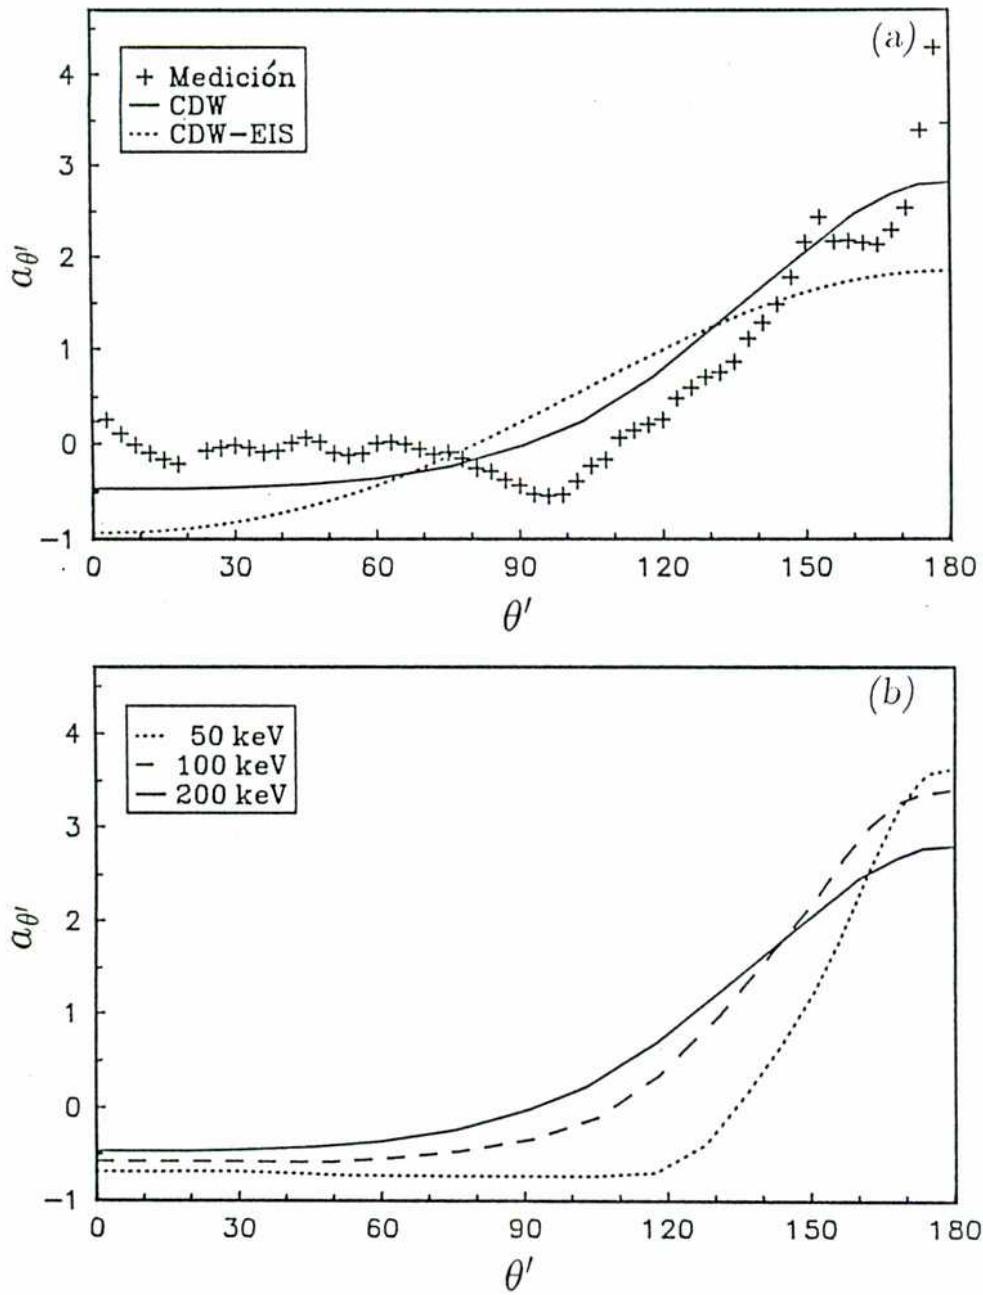 (a)
+ Medición
— CDW
····· CDW-EIS
4
3
2
1
0
-1
a_θ'
0 30 60 90 120 150 180
θ'
(b)
····· 50 keV
– 100 keV
— 200 keV
4
3
2
1
0
-1
a_θ'
0 30 60 90 120 150 180
θ'